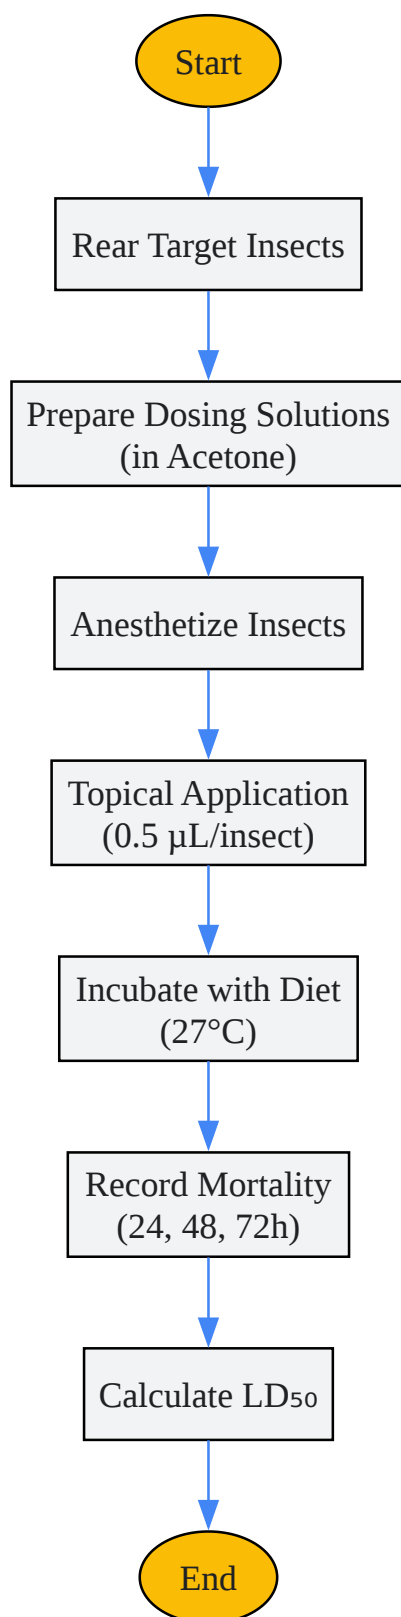 Start
Rear Target Insects
Prepare Dosing Solutions
(in Acetone)
Anesthetize Insects
Topical Application
(0.5 µL/insect)
Incubate with Diet
(27°C)
Record Mortality
(24, 48, 72h)
Calculate LD₅₀
End